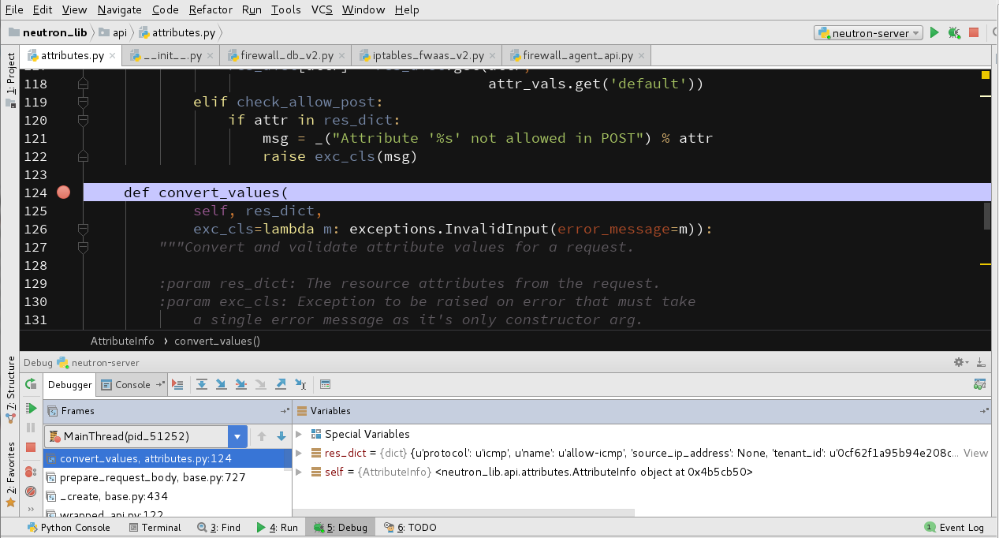 File Edit View Navigate Code Refactor Run Tools VCS Window Help
neutron_lib api attributes.py neutron-server
attributes.py __init__.py firewall_db_v2.py iptables_fwaas_v2.py firewall_agent_api.py
1: Project
7: Structure
2: Favorites
118 attr_vals.get('default'))
119 elif check_allow_post:
120 if attr in res_dict:
121 msg = _("Attribute '%s' not allowed in POST") % attr
122 raise exc_cls(msg)
123
124 def convert_values(
125 self, res_dict,
126 exc_cls=lambda m: exceptions.InvalidInput(error_message=m)):
127 """Convert and validate attribute values for a request.
128
129 :param res_dict: The resource attributes from the request.
130 :param exc_cls: Exception to be raised on error that must take
131 a single error message as it's only constructor arg.
AttributeInfo › convert_values()
Debug neutron-server
Debugger Console
Frames Variables
MainThread(pid_51252)
convert_values, attributes.py:124
prepare_request_body, base.py:727
_create, base.py:434
wrapped, api.py:122
Special Variables
res_dict = {dict} {u'protocol': u'icmp', u'name': u'allow-icmp', 'source_ip_address': None, 'tenant_id': u'0cf62f1a95b94e208c... View
self = {AttributeInfo} <neutron_lib.api.attributes.AttributeInfo object at 0x4b5cb50>
Python Console Terminal 3: Find 4: Run 5: Debug 6: TODO 1 Event Log